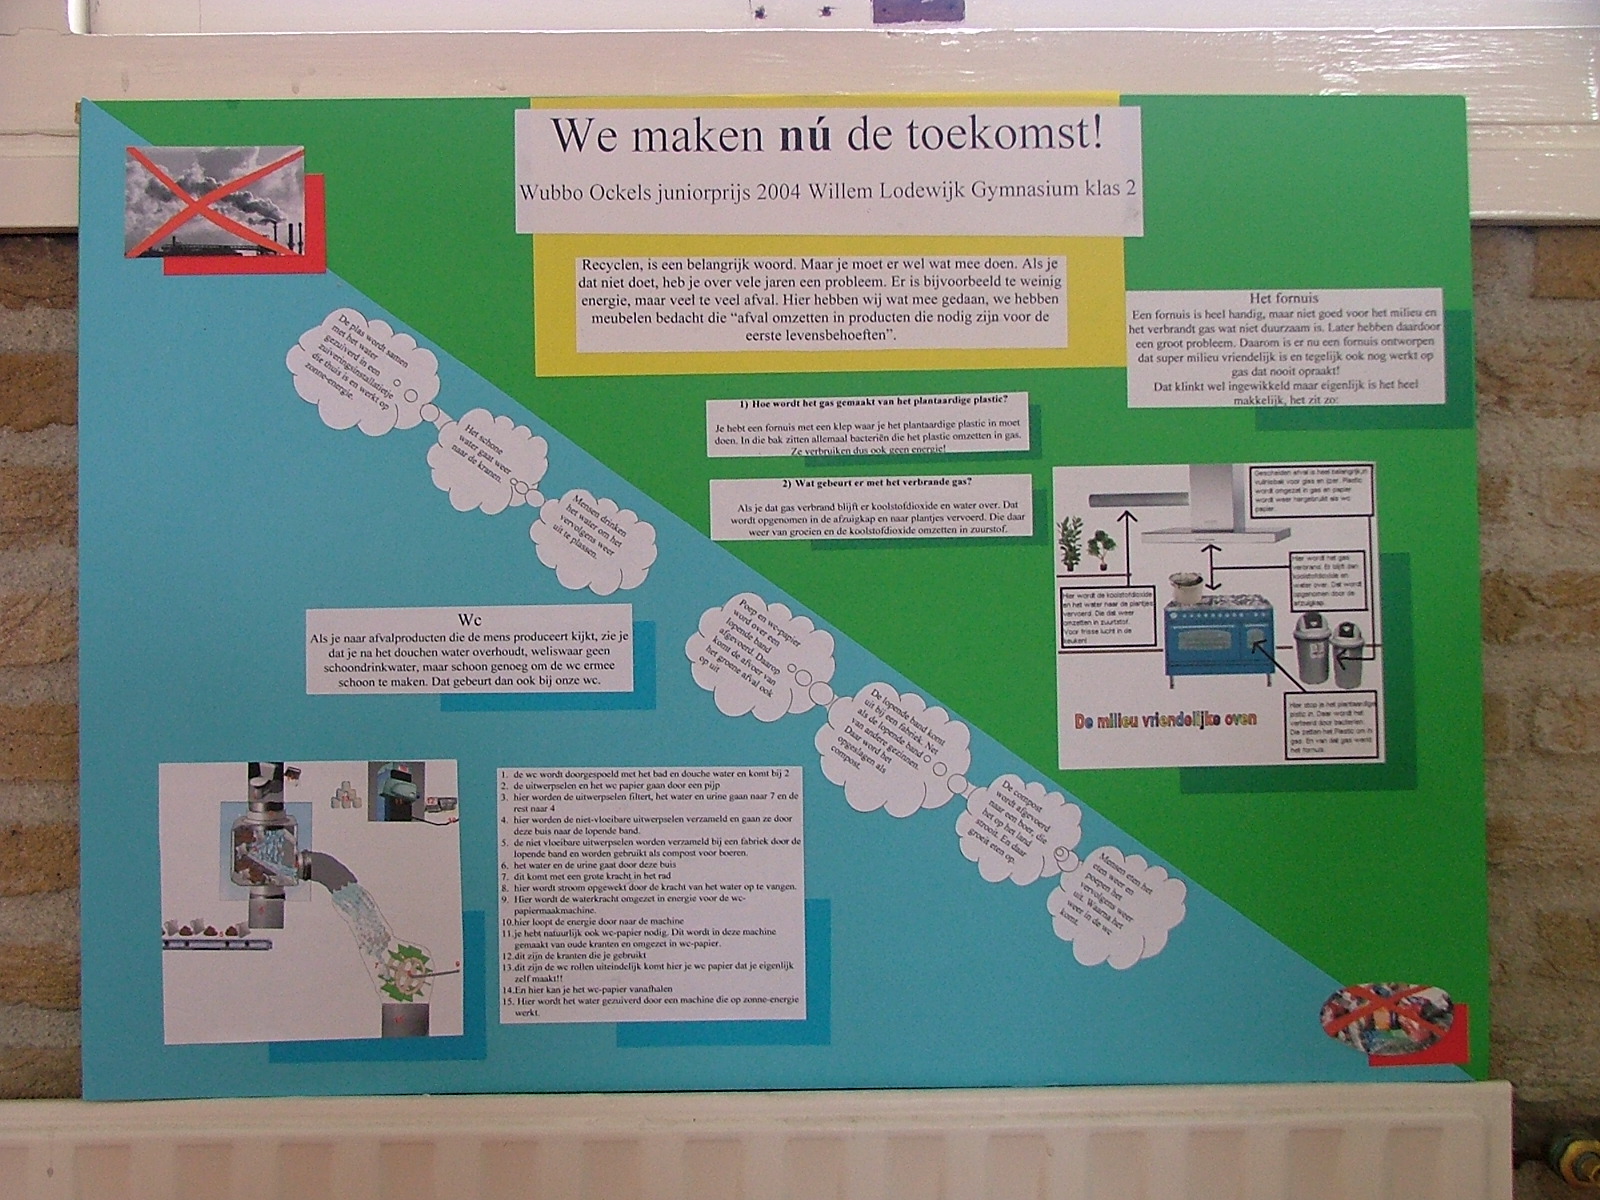 We maken nú de toekomst!
Wubbo Ockels juniorprijs 2004 Willem Lodewijk Gymnasium klas 2
Recyclen, is een belangrijk woord. Maar je moet er wel wat mee doen. Als je
dat niet doet, heb je over vele jaren een probleem. Er is bijvoorbeeld te weinig
energie, maar veel te veel afval. Hier hebben wij wat mee gedaan, we hebben
meubelen bedacht die “afval omzetten in producten die nodig zijn voor de
eerste levensbehoeften”.
Het fornuis
Een fornuis is heel handig, maar niet goed voor het milieu en
het verbrandt gas wat niet duurzaam is. Later hebben daardoor
een groot probleem. Daarom is er nu een fornuis ontworpen
dat super milieu vriendelijk is en tegelijk ook nog werkt op
gas dat nooit opraakt!
Dat klinkt wel ingewikkeld maar eigenlijk is het heel
makkelijk, het zit zo:
1) Hoe wordt het gas gemaakt van het plantaardige plastic?
Je hebt een fornuis met een klep waar je het plantaardige plastic in moet
doen. In die bak zitten allemaal bacteriën die het plastic omzetten in gas.
Ze verbruiken dus ook geen energie!
2) Wat gebeurt er met het verbrande gas?
Als je dat gas verbrand blijft er koolstofdioxide en water over. Dat
wordt opgenomen in de afzuigkap en naar plantjes vervoerd. Die daar
weer van groeien en de koolstofdioxide omzetten in zuurstof.
Gescheiden afval is heel belangrijk
vuilnisbak voor glas en ijzer. Plastic
wordt omgezet in gas en papier
wordt weer hergebruikt als wc
papier.
Hier wordt het gas
verbrand. Er blijft dan
koolstofdioxide en
water over. Dat wordt
opgenomen door de
afzuigkap.
Hier wordt de koolstofdioxide
en het water naar de plantjes
vervoerd. Die dat weer
omzetten in zuurstof.
Voor frisse lucht in de
keuken!
Hier stop je het plantaardige
plastic in. Daar wordt het
verteerd door bacteriën.
Die zetten het Plastic om in
gas. En van dat gas werkt
het fornuis.
De milieu vriendelijke oven
De plas wordt samen
met het water
gezuiverd in een
zuiveringsinstallatietje
die thuis is en werkt op
zonne-energie.
Het schone
water gaat weer
naar de kranen.
Mensen drinken
het water om het
vervolgens weer
uit te plassen.
Poep en wc-papier
word over een
lopende band
afgevoerd. Daarop
komt de afvoer van
het groene afval ook
op uit
De lopende band komt
uit bij een fabriek. Net
als de lopende band
van andere gezinnen.
Daar word het
opgeslagen als
compost.
De compost
wordt afgevoerd
naar een boer, die
het op het land
strooit. En daar
groeit eten op.
Mensen eten het
eten weer en
poepen het
vervolgens weer
uit. Waarna het
weer in de wc
komt.
Wc
Als je naar afvalproducten die de mens produceert kijkt, zie je
dat je na het douchen water overhoudt, weliswaar geen
schoondrinkwater, maar schoon genoeg om de wc ermee
schoon te maken. Dat gebeurt dan ook bij onze wc.
1. de wc wordt doorgespoeld met het bad en douche water en komt bij 2
2. de uitwerpselen en het wc papier gaan door een pijp
3. hier worden de uitwerpselen filtert, het water en urine gaan naar 7 en de
rest naar 4
4. hier worden de niet-vloeibare uitwerpselen verzameld en gaan ze door
deze buis naar de lopende band.
5. de niet vloeibare uitwerpselen worden verzameld bij een fabriek door de
lopende band en worden gebruikt als compost voor boeren.
6. het water en de urine gaat door deze buis
7. dit komt met een grote kracht in het rad
8. hier wordt stroom opgewekt door de kracht van het water op te vangen.
9. Hier wordt de waterkracht omgezet in energie voor de wc-
papiermaakmachine.
10.hier loopt de energie door naar de machine
11.je hebt natuurlijk ook wc-papier nodig. Dit wordt in deze machine
gemaakt van oude kranten en omgezet in wc-papier.
12.dit zijn de kranten die je gebruikt
13.dit zijn de wc rollen uiteindelijk komt hier je wc papier dat je eigenlijk
zelf maakt!!
14.En hier kan je het wc-papier vanafhalen
15. Hier wordt het water gezuiverd door een machine die op zonne-energie
werkt.